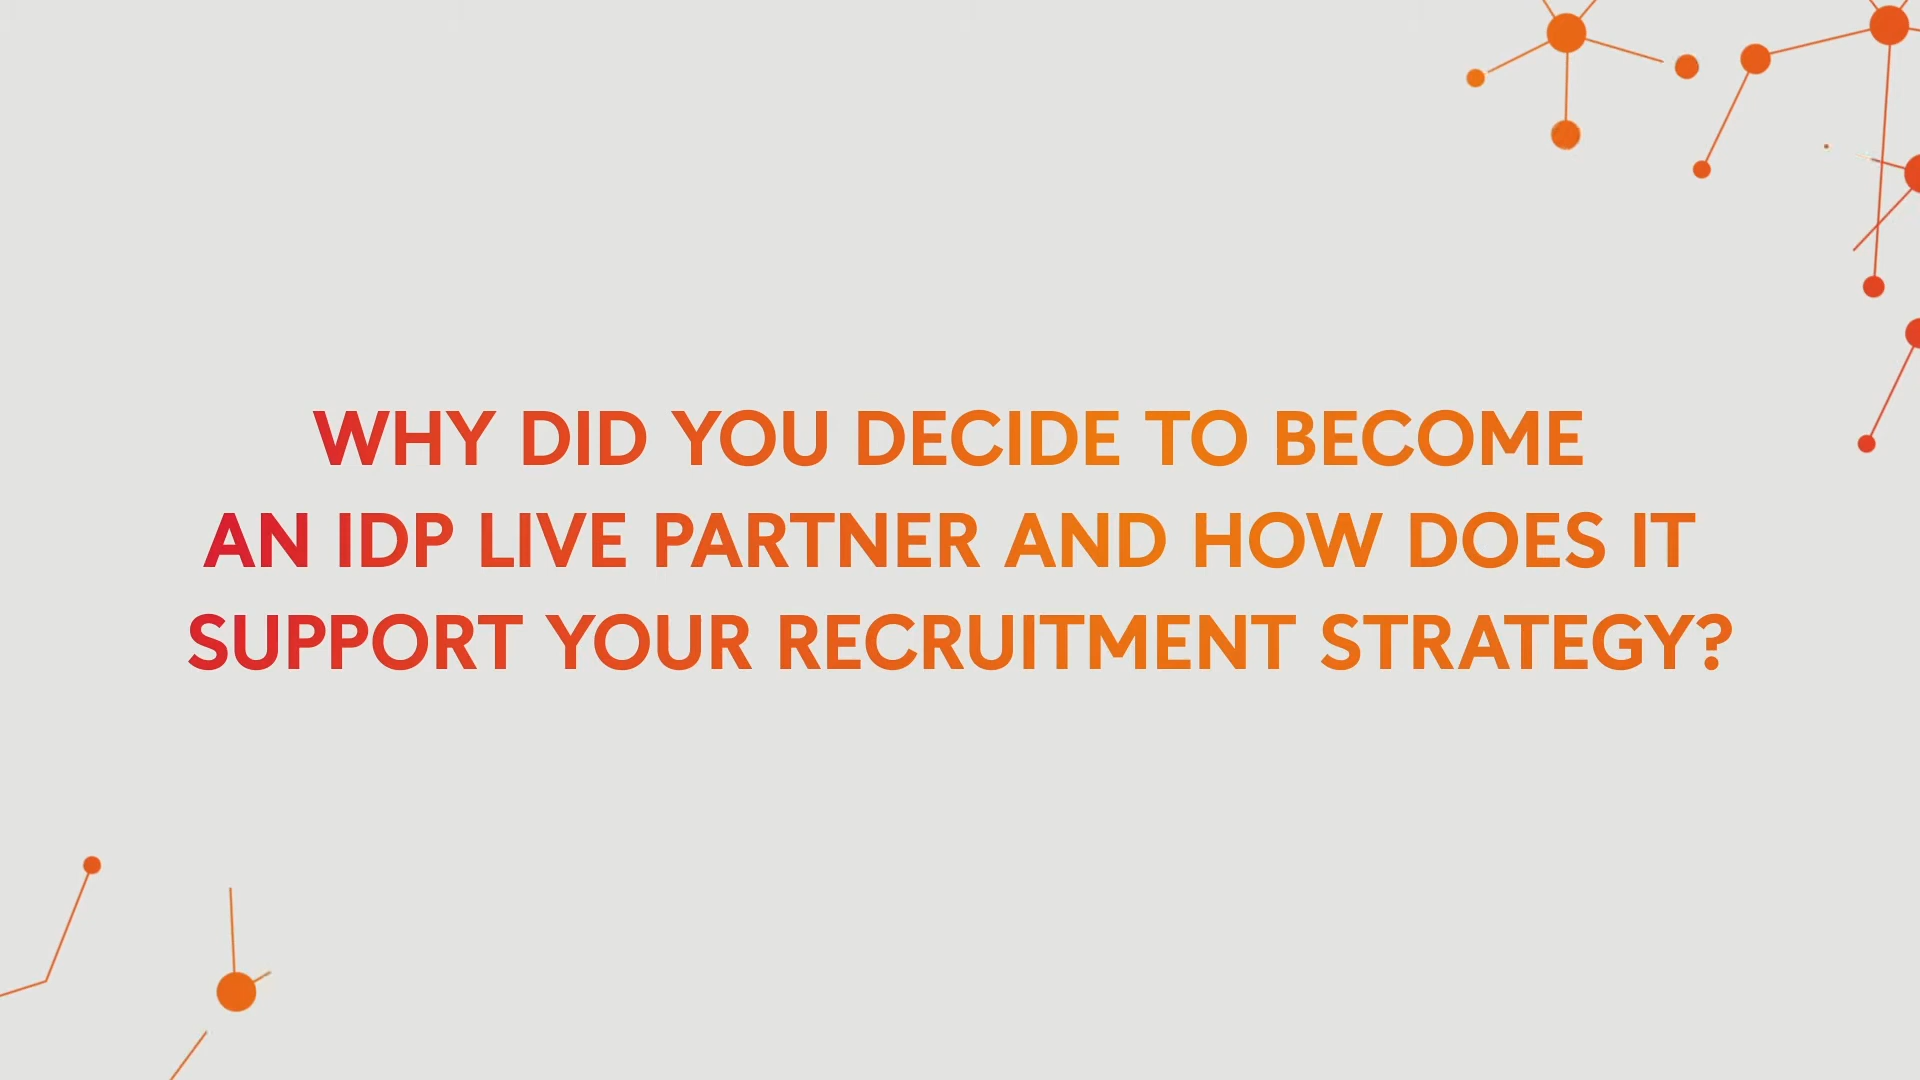 WHY DID YOU DECIDE TO BECOME
AN IDP LIVE PARTNER AND HOW DOES IT
SUPPORT YOUR RECRUITMENT STRATEGY?